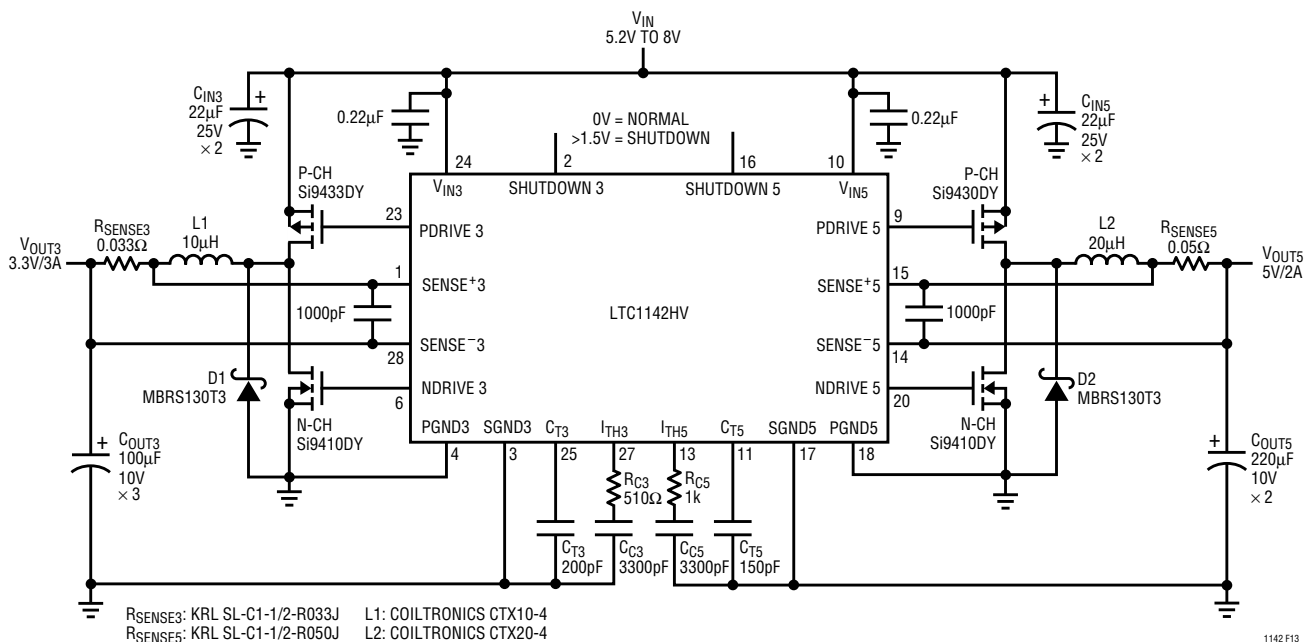 VIN
5.2V TO 8V
CIN3
22µF
25V
× 2
+
0.22µF
0V = NORMAL
>1.5V = SHUTDOWN
0.22µF
+
CIN5
22µF
25V
× 2
24
2
16
10
VIN3
SHUTDOWN 3
SHUTDOWN 5
VIN5
P-CH
Si9433DY
23
PDRIVE 3
PDRIVE 5
9
P-CH
Si9430DY
VOUT3
3.3V/3A
RSENSE3
0.033Ω
L1
10µH
L2
20µH
RSENSE5
0.05Ω
VOUT5
5V/2A
1
SENSE+3
SENSE+5
15
1000pF
LTC1142HV
1000pF
SENSE–3
28
SENSE–5
14
D1
MBRS130T3
NDRIVE 3
6
NDRIVE 5
20
D2
MBRS130T3
N-CH
Si9410DY
N-CH
Si9410DY
PGND3
SGND3
CT3
ITH3
ITH5
CT5
SGND5
PGND5
4
3
25
27
13
11
17
18
+
COUT3
100µF
10V
× 3
+
COUT5
220µF
10V
× 2
RC3
510Ω
RC5
1k
CT3
200pF
CC3
3300pF
CC5
3300pF
CT5
150pF
RSENSE3: KRL SL-C1-1/2-R033J L1: COILTRONICS CTX10-4
RSENSE5: KRL SL-C1-1/2-R050J L2: COILTRONICS CTX20-4
1142 F13